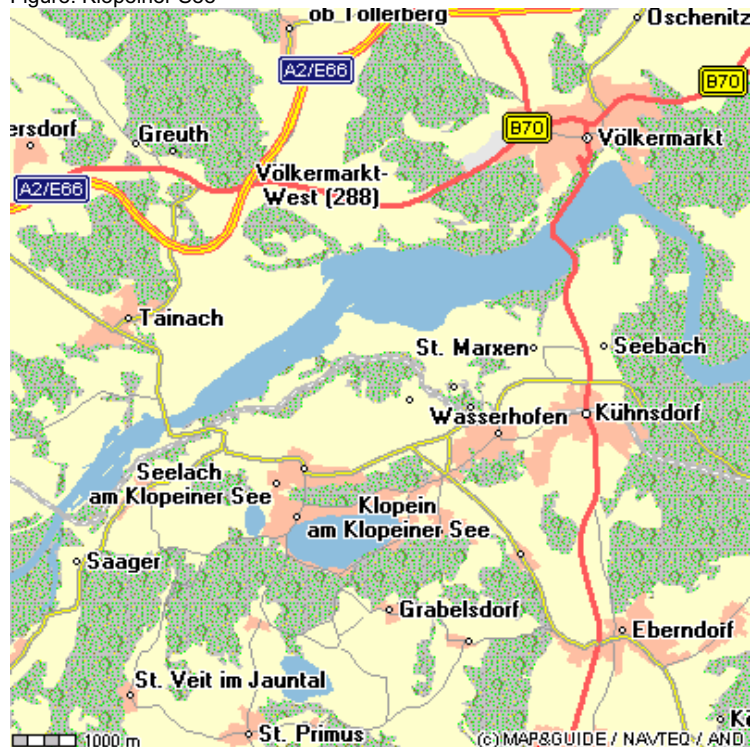 Figure: Klopeiner See
ob Tollerberg
Oschenitz
A2/E66
B70
B70
ersdorf
Greuth
Völkermarkt
A2/E66
Völkermarkt-
West (288)
Tainach
St. Marxen
Seebach
Wasserhofen
Kühnsdorf
Seelach
am Klopeiner See
Klopein
am Klopeiner See
Saager
Grabelsdorf
Eberndorf
St. Veit im Jauntal
St. Primus
Kö
1000 m
(c) MAP&GUIDE / NAVTEQ / AND